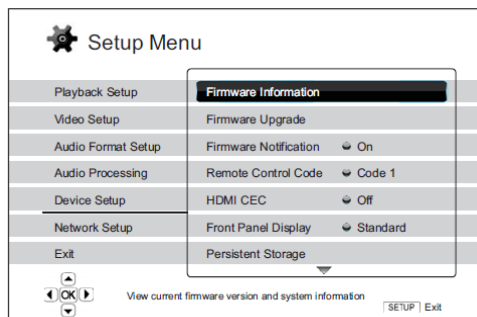 Setup Menu
Playback Setup
Video Setup
Audio Format Setup
Audio Processing
Device Setup
Network Setup
Exit
Firmware Information
Firmware Upgrade
Firmware Notification On
Remote Control Code Code 1
HDMI CEC Off
Front Panel Display Standard
Persistent Storage
OK
View current firmware version and system information
SETUP Exit